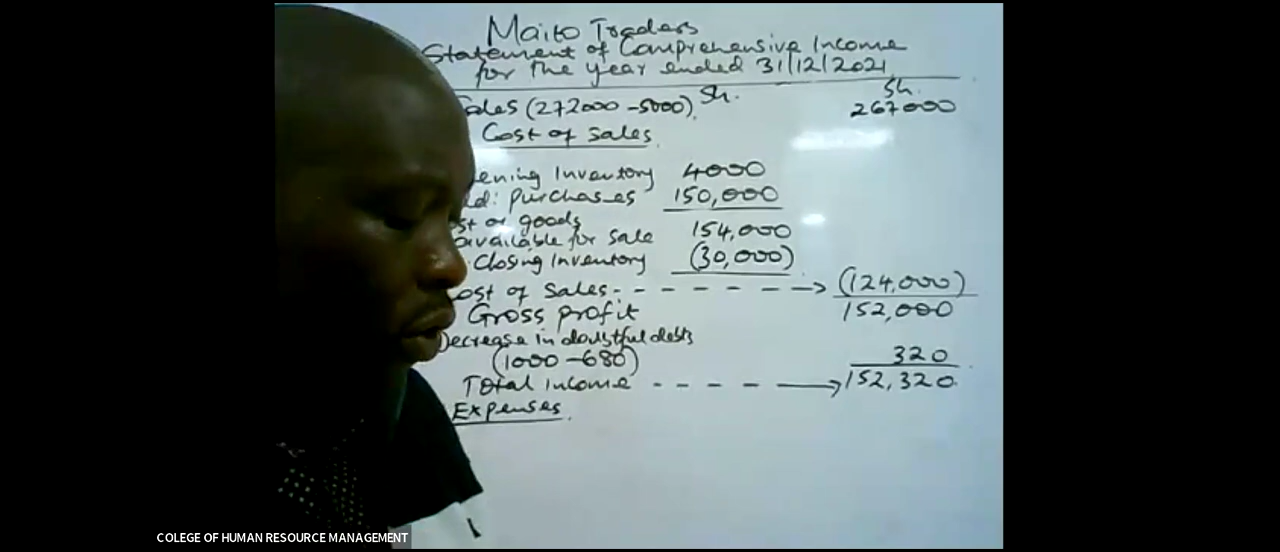 Maito Traders
Statement of Comprehensive Income
for the year ended 31/12/2021
Sh. Sh.
Sales (272000 -5000) 267000
Cost of sales
ening Inventory 4000
d: purchases 150,000
st of goods
available for sale 154,000
Closing Inventory (30,000)
ost of Sales: (124,000)
Gross profit 152,000
Decrease in doubtful debts
(1000 -680) 320
Total income 152,320
Expenses.
COLEGE OF HUMAN RESOURCE MANAGEMENT